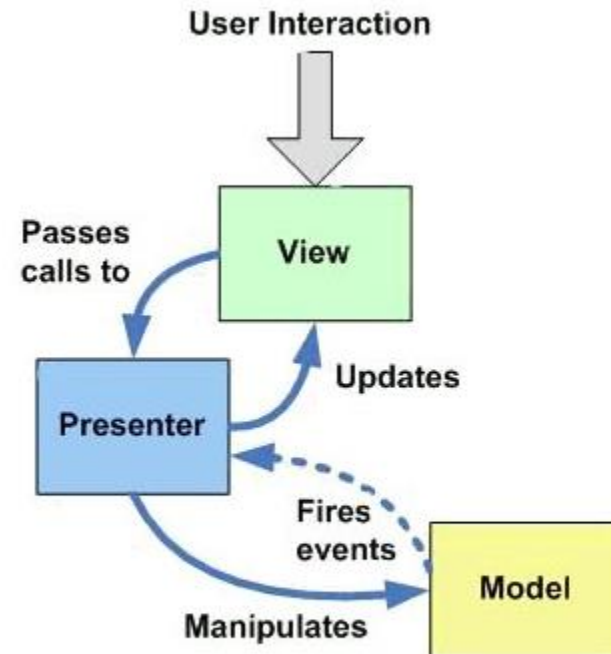 User Interaction
Passes
calls to
View
Updates
Presenter
Fires
events
Model
Manipulates